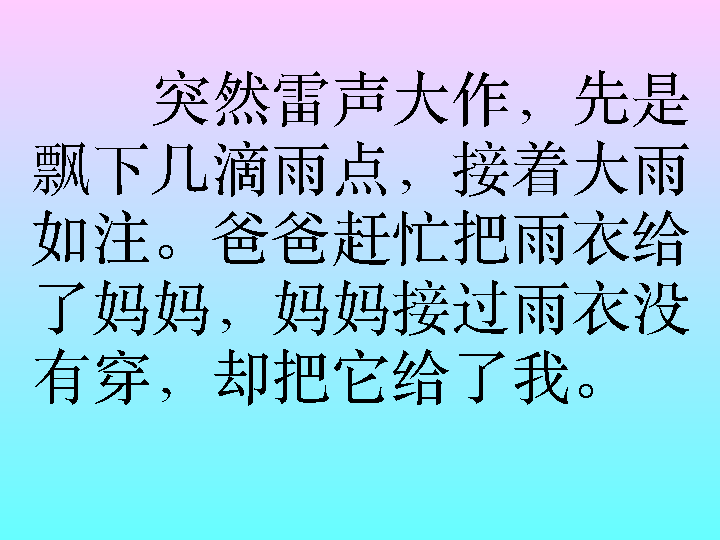 突然雷声大作，先是
飘下几滴雨点，接着大雨
如注。爸爸赶忙把雨衣给
了妈妈，妈妈接过雨衣没
有穿，却把它给了我。